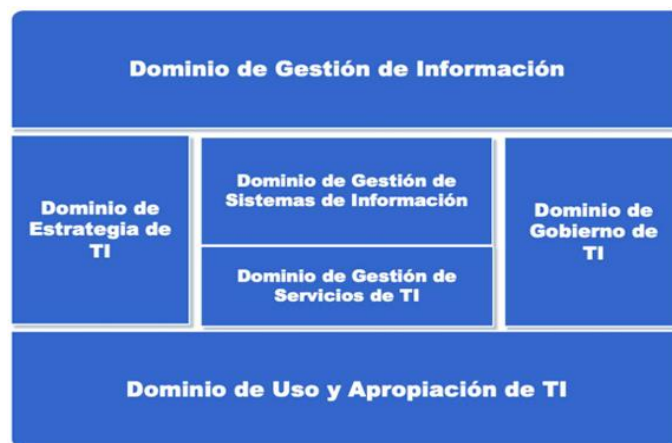 Dominio de Gestión de Información
Dominio de
Estrategia de
TI
Dominio de Gestión de
Sistemas de Información
Dominio de Gestión de
Servicios de TI
Dominio de
Gobierno de
TI
Dominio de Uso y Apropiación de TI